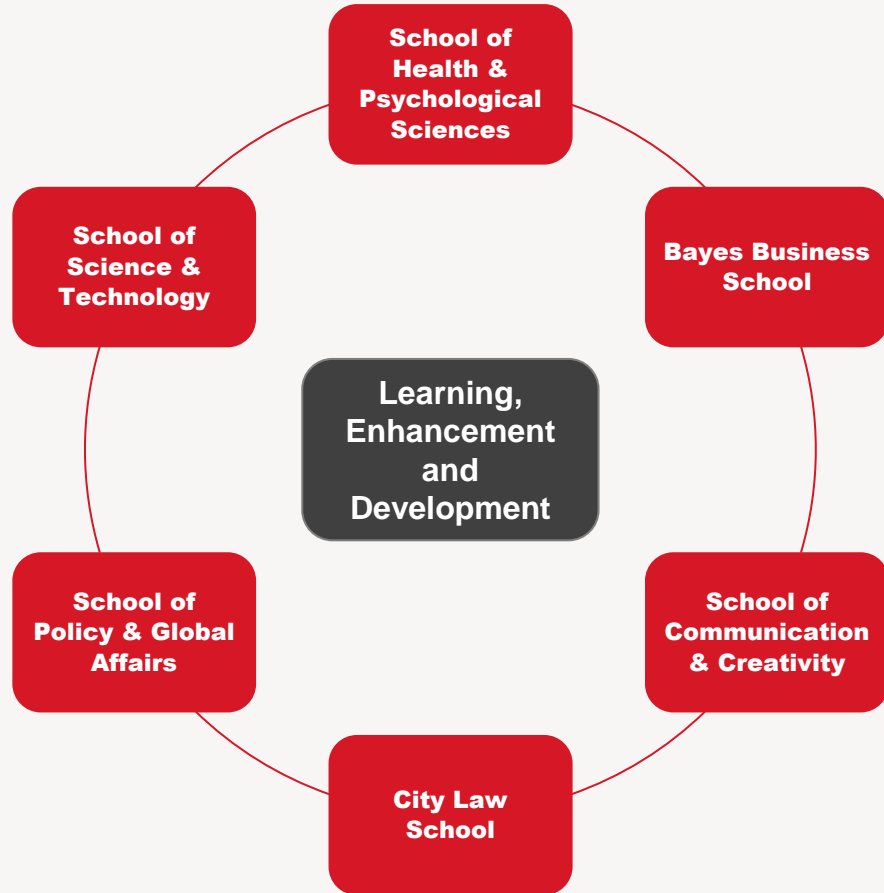 School of
Health &
Psychological
Sciences
School of
Science &
Technology
Bayes Business
School
Learning,
Enhancement
and
Development
School of
Policy & Global
Affairs
School of
Communication
& Creativity
City Law
School